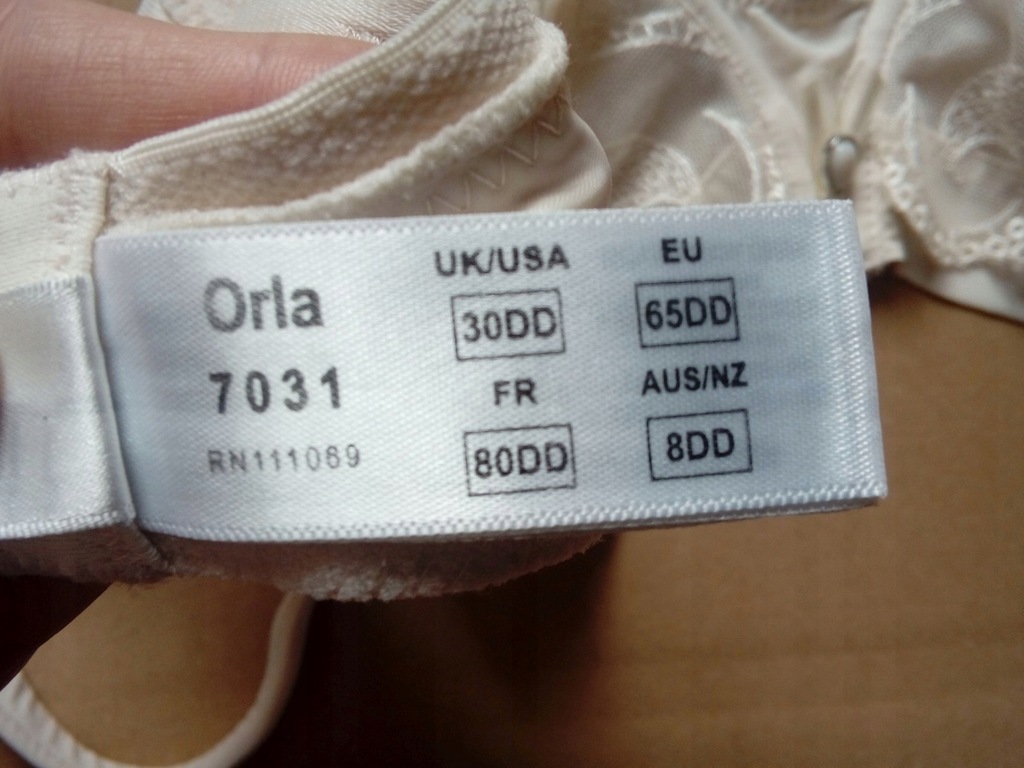 Orla
7031
RN111069
UK/USA
30DD
EU
65DD
FR
80DD
AUS/NZ
8DD